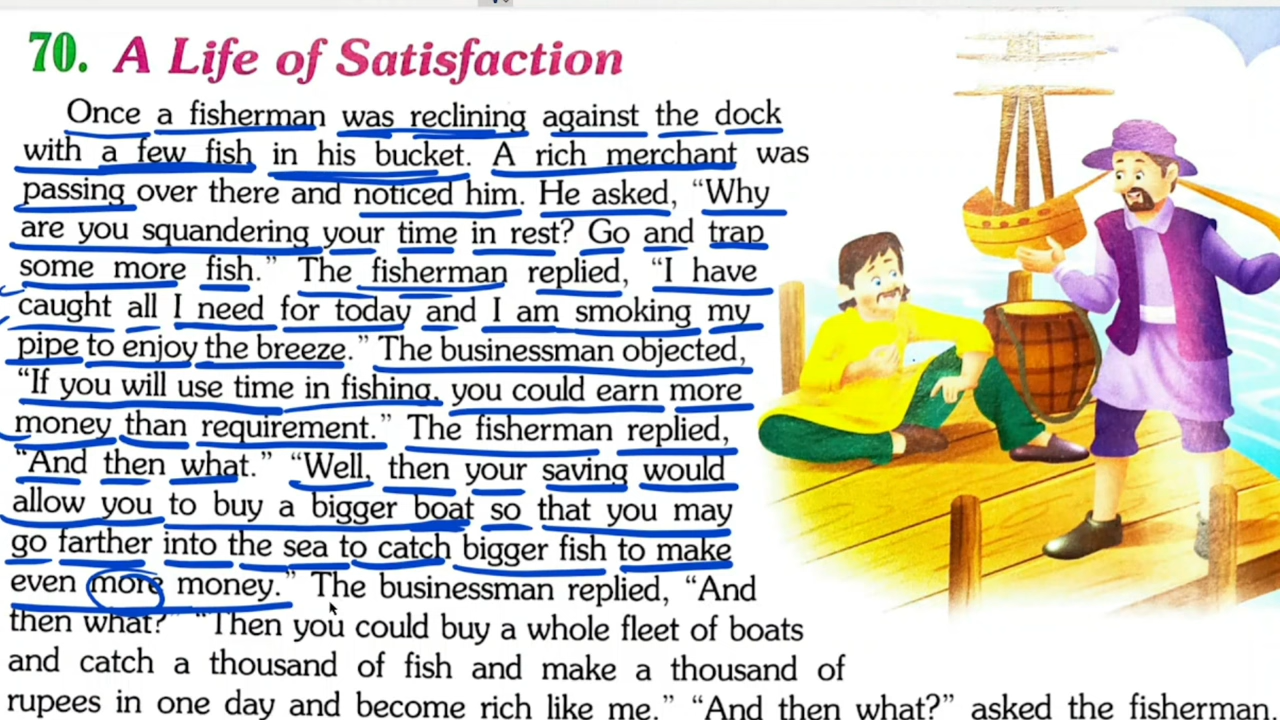 70. A Life of Satisfaction
Once a fisherman was reclining against the dock
with a few fish in his bucket. A rich merchant was
passing over there and noticed him. He asked, “Why
are you squandering your time in rest? Go and trap
some more fish.” The fisherman replied, “I have
caught all I need for today and I am smoking my
pipe to enjoy the breeze.” The businessman objected,
“If you will use time in fishing, you could earn more
money than requirement.” The fisherman replied,
“And then what.” “Well, then your saving would
allow you to buy a bigger boat so that you may
go farther into the sea to catch bigger fish to make
even more money.” The businessman replied, “And
then what?” “Then you could buy a whole fleet of boats
and catch a thousand of fish and make a thousand of
rupees in one day and become rich like me.” “And then what?” asked the fisherman.